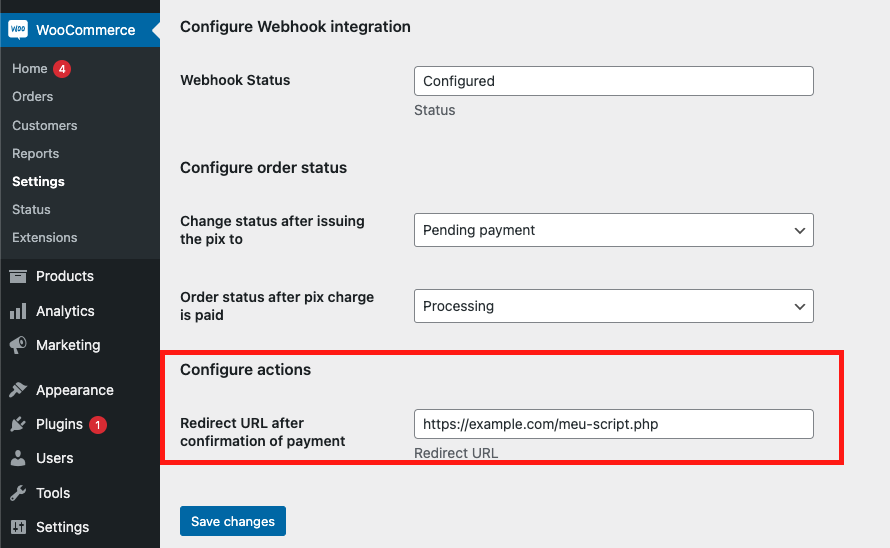 WOO WooCommerce
Home 4
Orders
Customers
Reports
Settings
Status
Extensions
Products
Analytics
Marketing
Appearance
Plugins 1
Users
Tools
Settings
Configure Webhook integration
Webhook Status
Configured
Status
Configure order status
Change status after issuing
the pix to
Pending payment
Order status after pix charge
is paid
Processing
Configure actions
Redirect URL after
confirmation of payment
https://example.com/meu-script.php
Redirect URL
Save changes